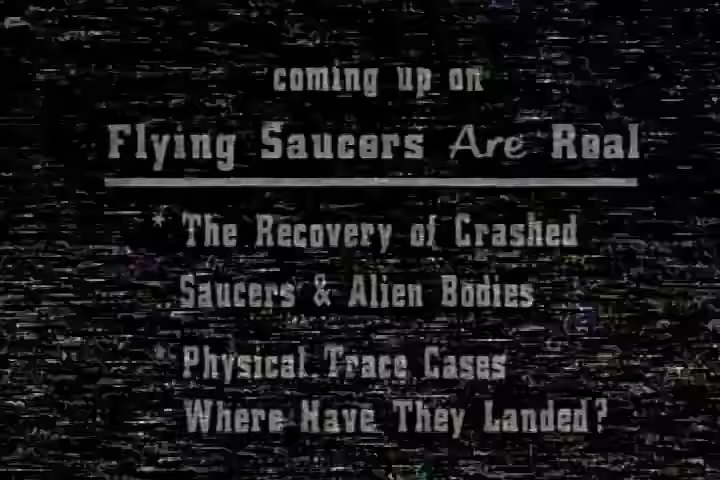 coming up on
Flying Saucers Are Real
* The Recovery of Crashed
Saucers & Alien Bodies
* Physical Trace Cases
Where Have They Landed?